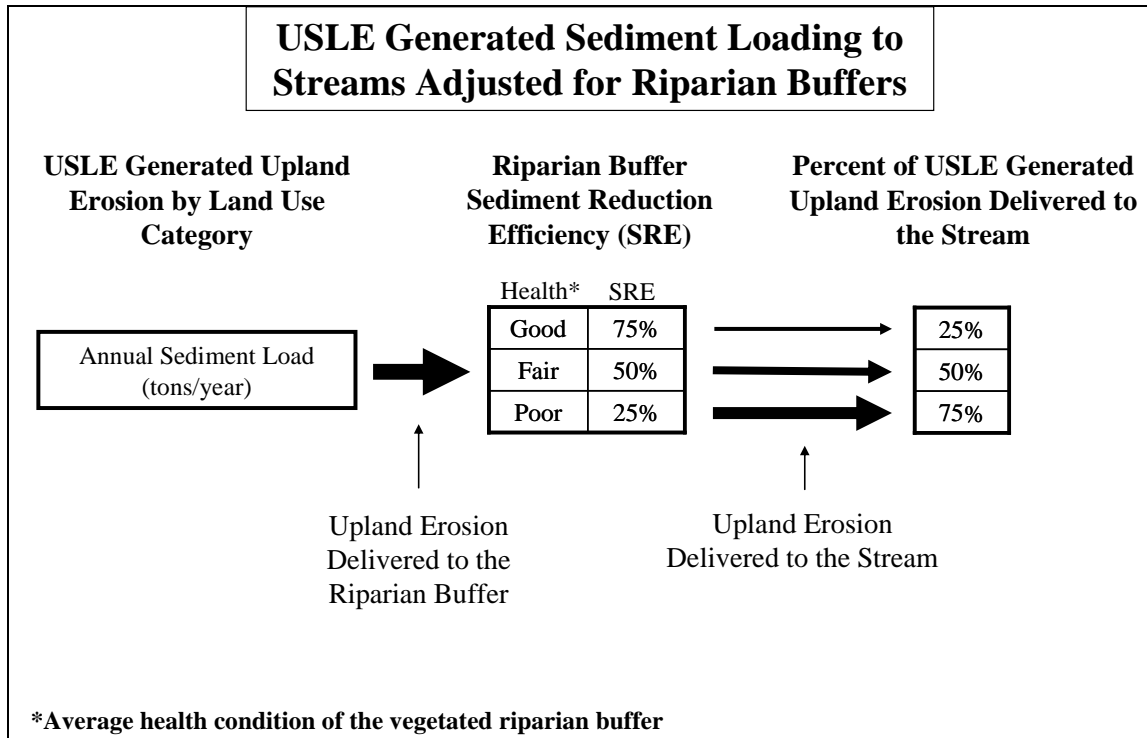 USLE Generated Sediment Loading to
Streams Adjusted for Riparian Buffers
USLE Generated Upland
Erosion by Land Use
Category
Riparian Buffer
Sediment Reduction
Efficiency (SRE)
Percent of USLE Generated
Upland Erosion Delivered to
the Stream
Health* SRE
Good 75%
Fair 50%
Poor 25%
Annual Sediment Load
(tons/year)
25%
50%
75%
Upland Erosion
Delivered to the
Riparian Buffer
Upland Erosion
Delivered to the Stream
*Average health condition of the vegetated riparian buffer